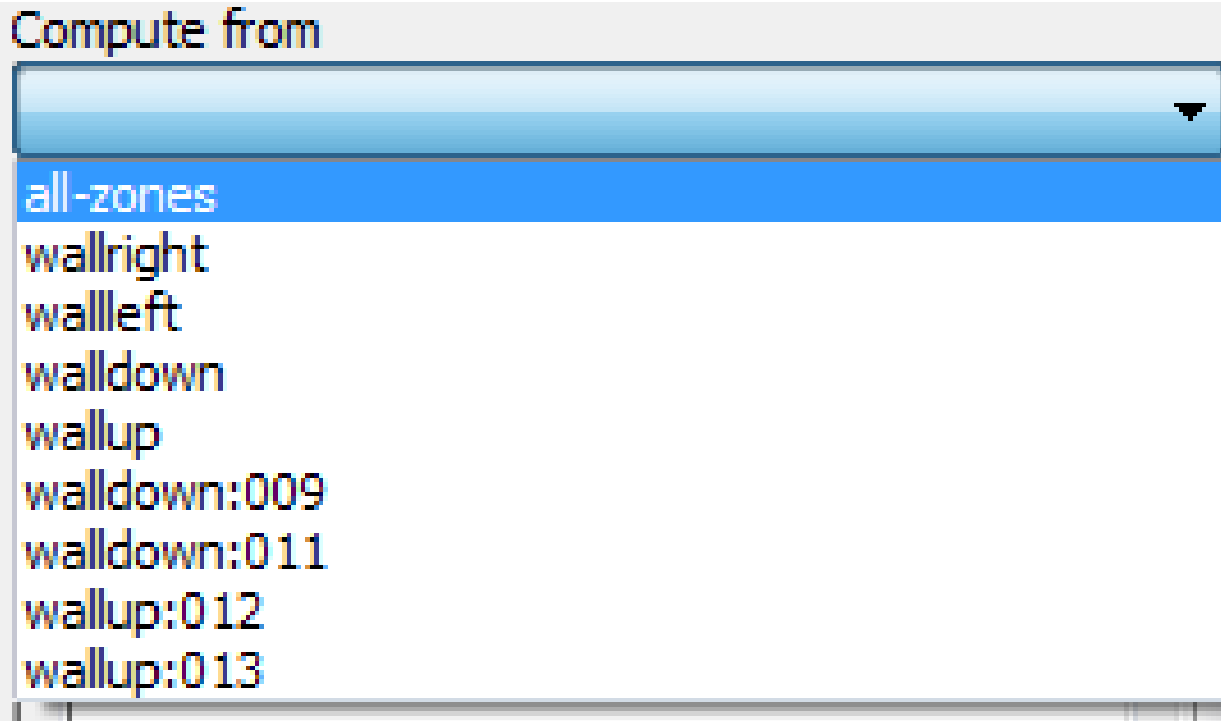 Compute from
all-zones
wallright
wallleft
walldown
wallup
walldown:009
walldown:011
wallup:012
wallup:013